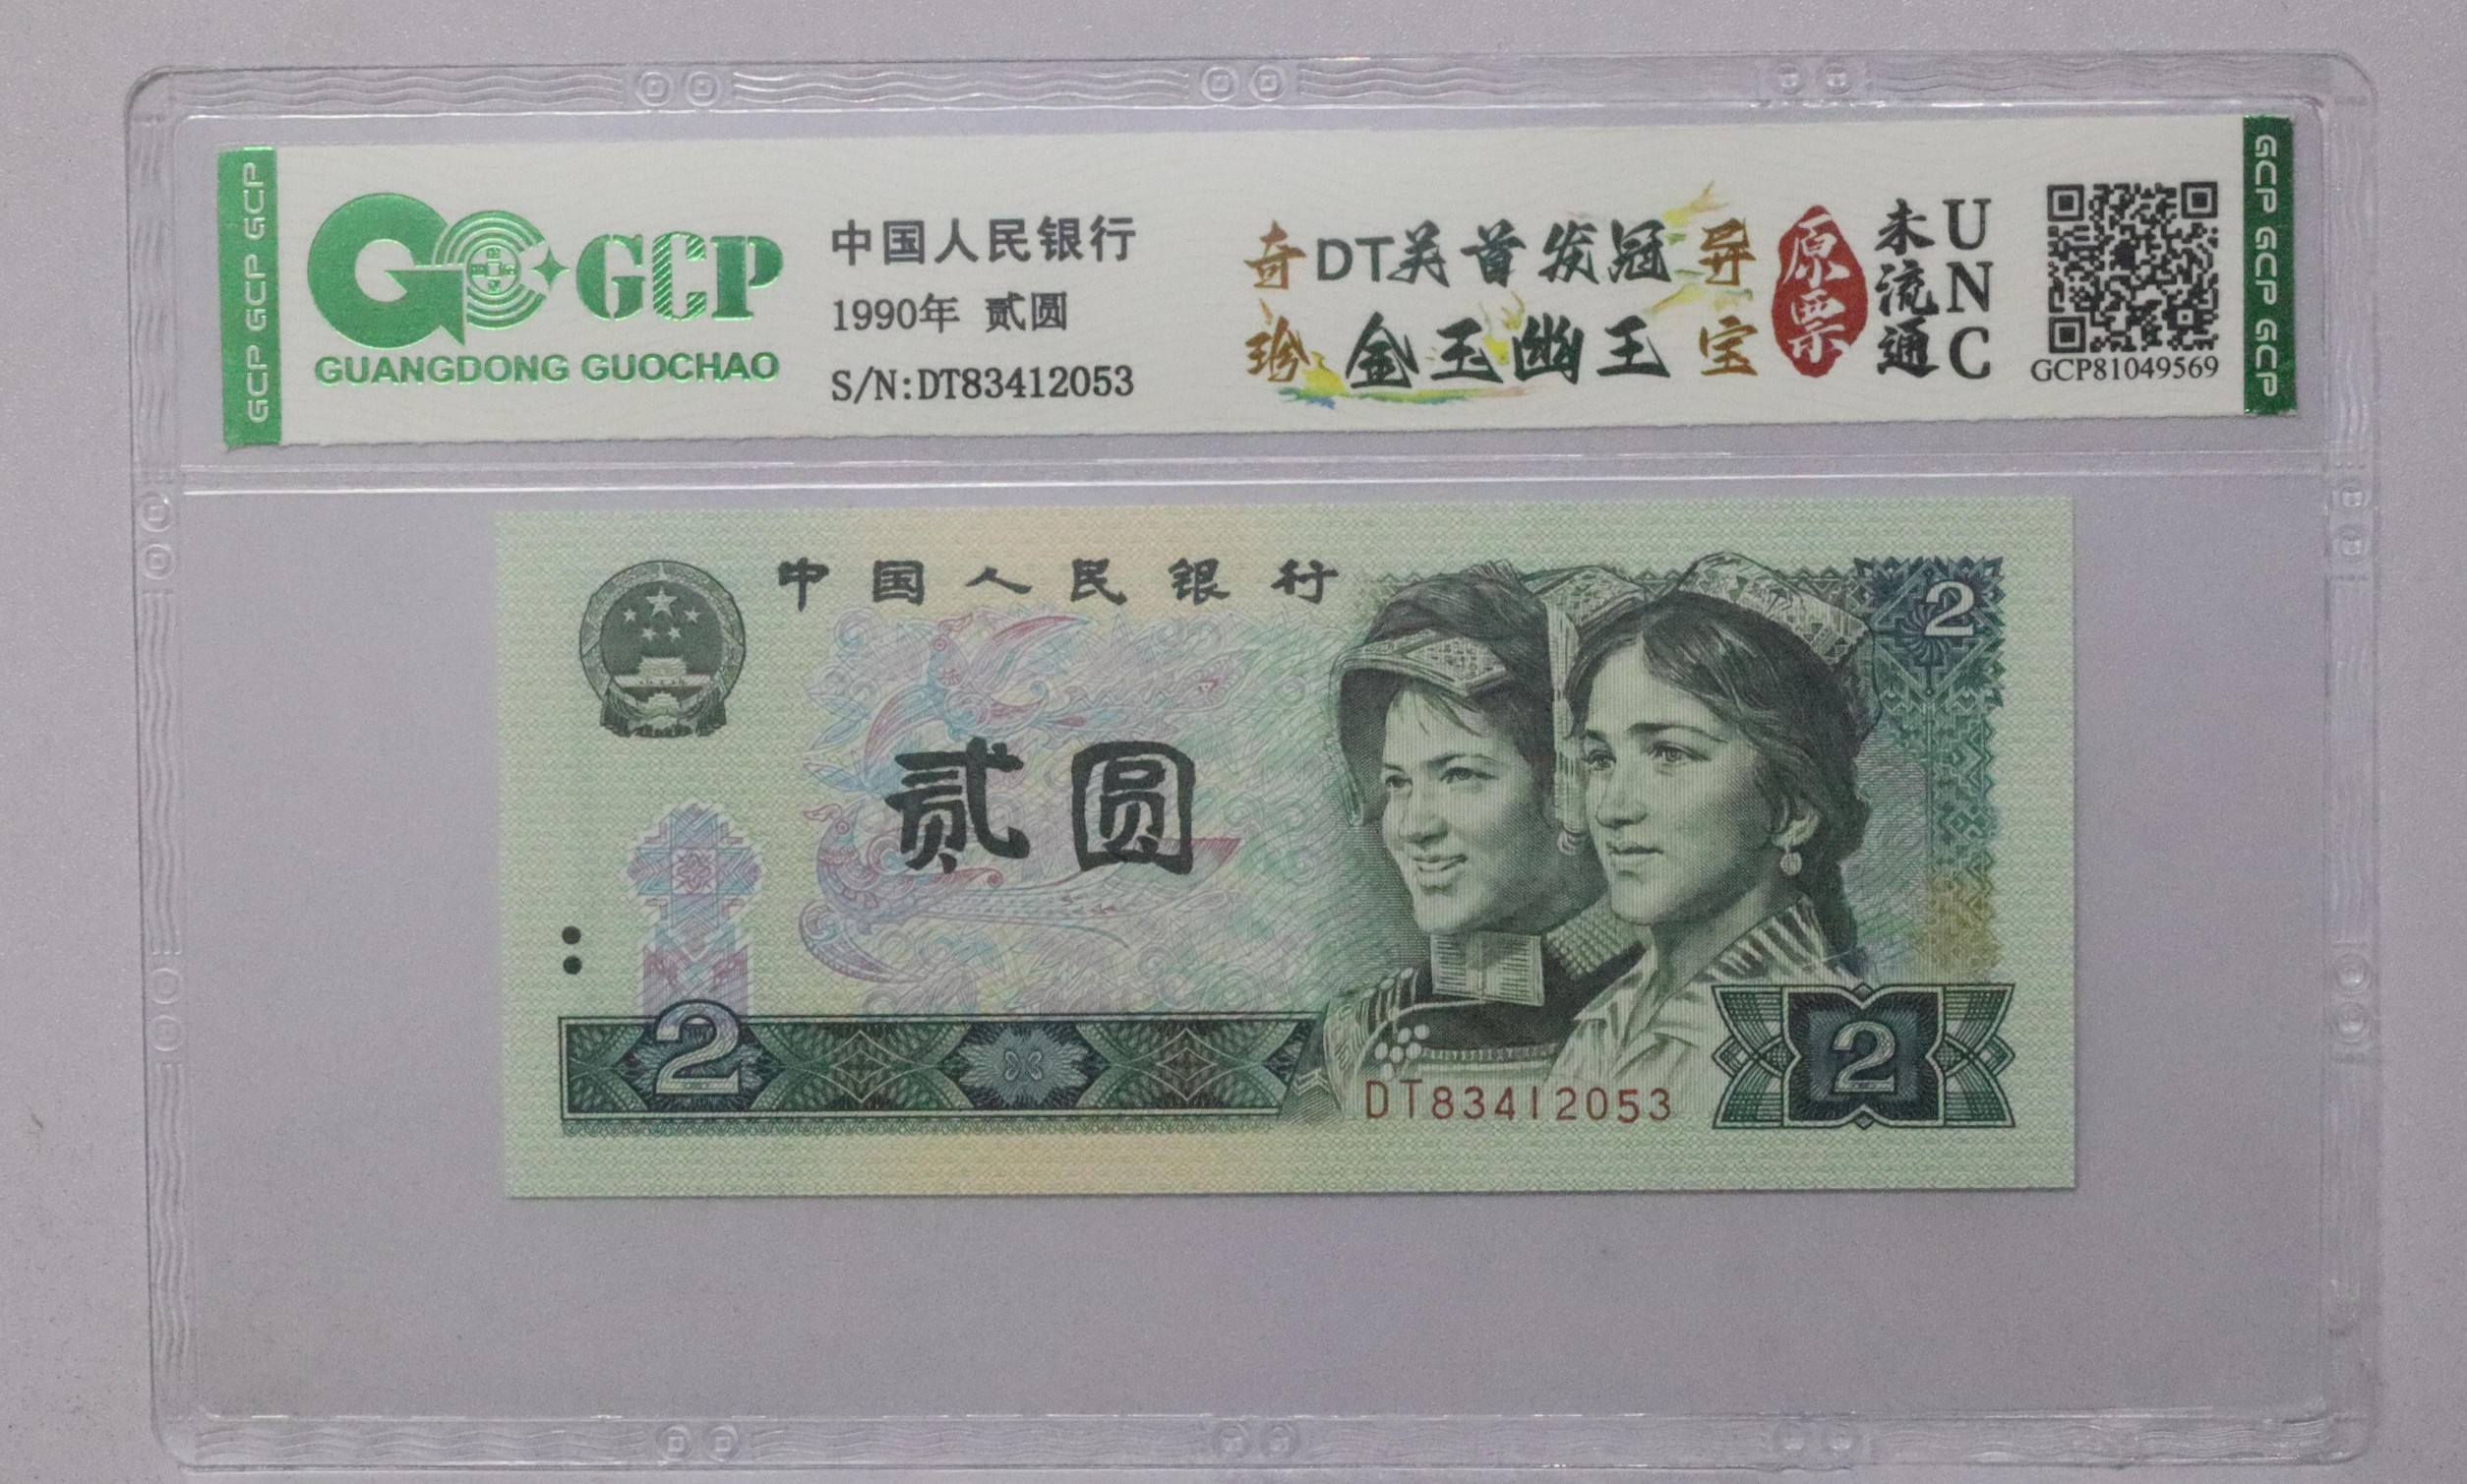 GCP GCP GCP
GCP
GUANGDONG GUOCHAO
中国人民银行
1990年 贰圆
S/N:DT83412053
奇珍
DT关首发冠
金玉幽王
异宝
原票
未流通
UNC
GCP81049569
GCP GCP GCP
中国人民银行
2
贰圆
2
DT83412053
2